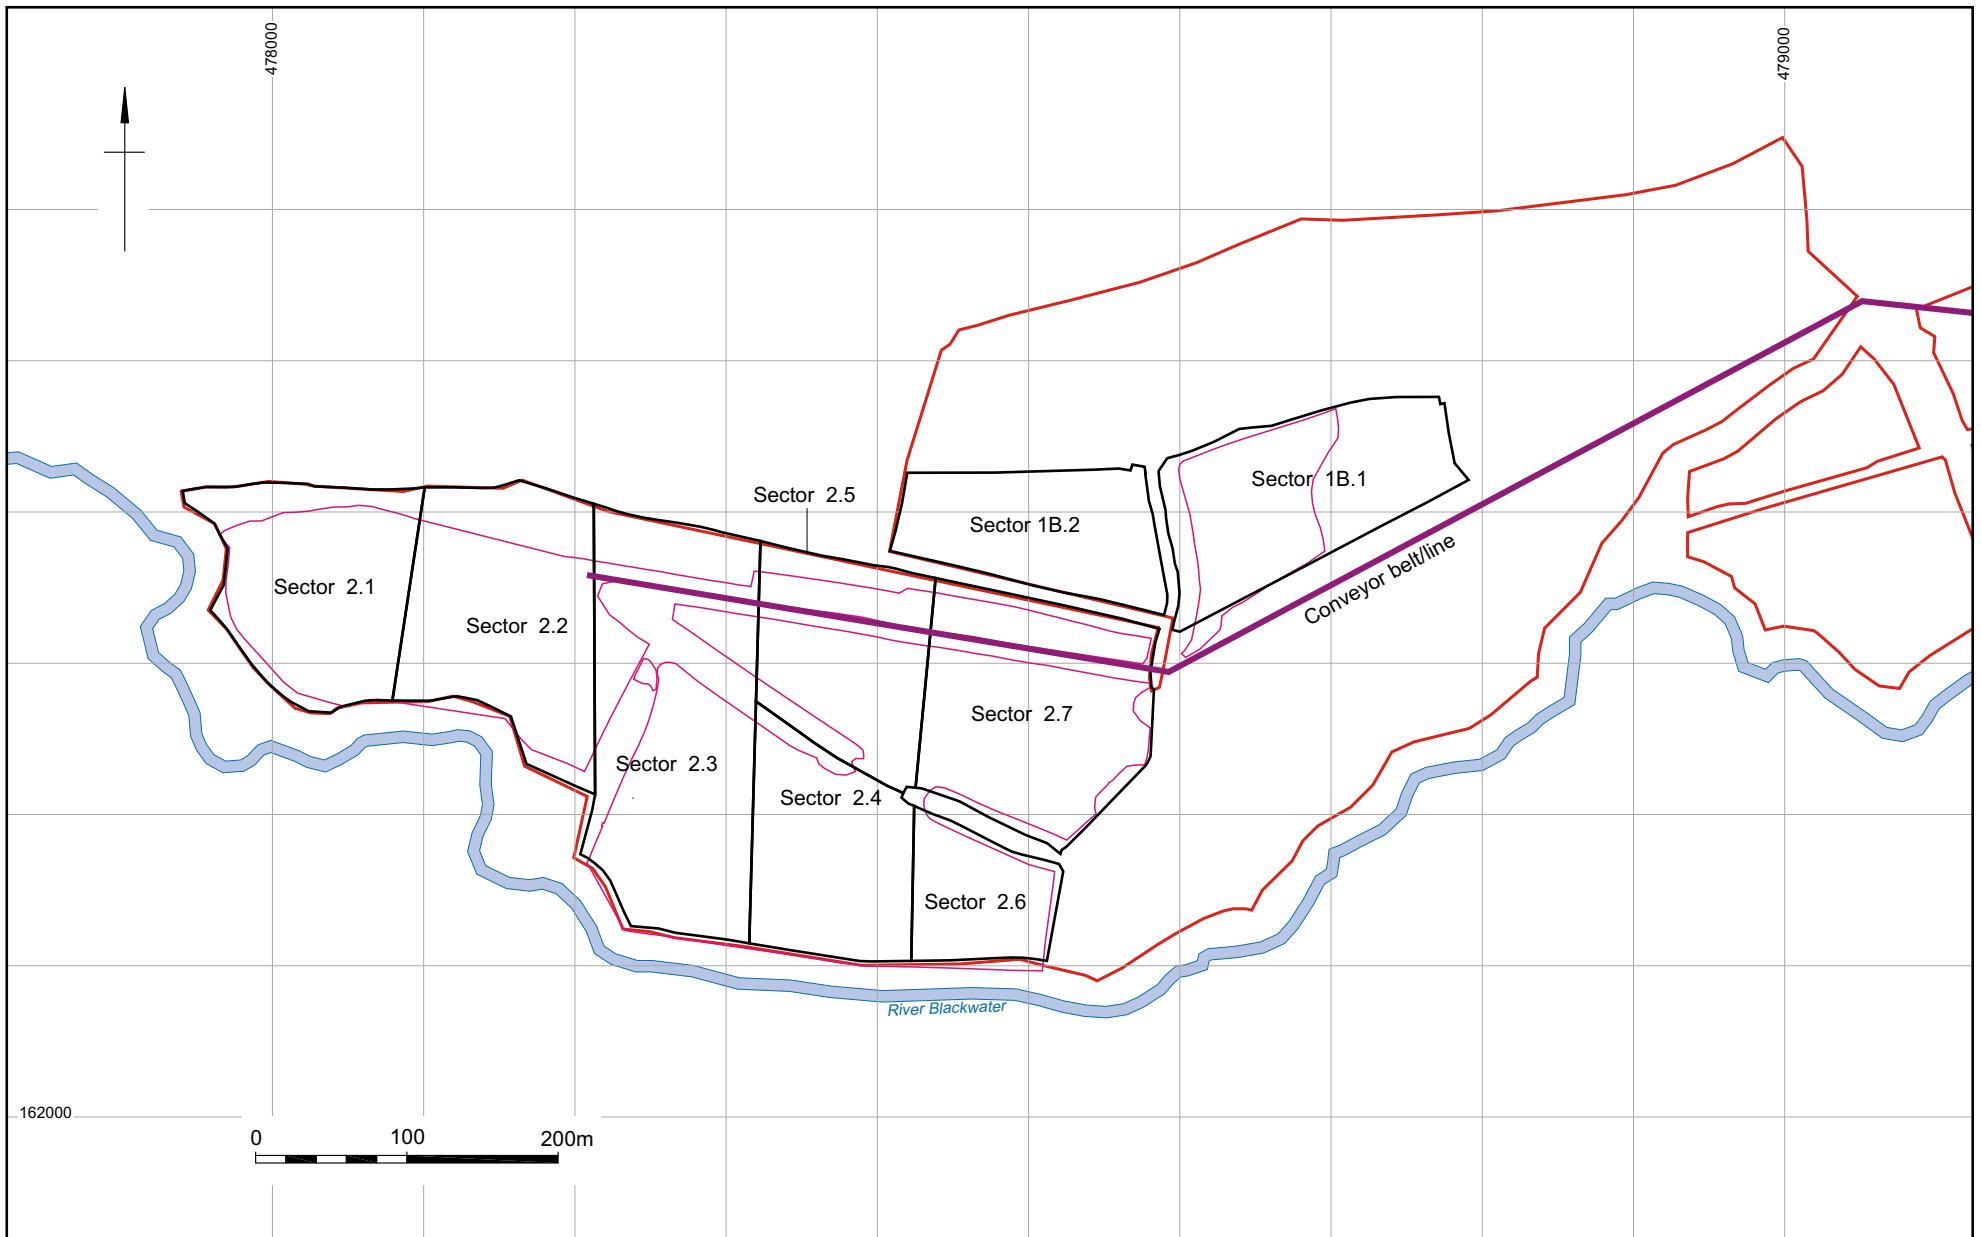 478000
479000
Sector 2.5
Sector 1B.1
Sector 1B.2
Conveyor belt/line
Sector 2.1
Sector 2.2
Sector 2.7
Sector 2.3
Sector 2.4
Sector 2.6
River Blackwater
162000
0 100 200m